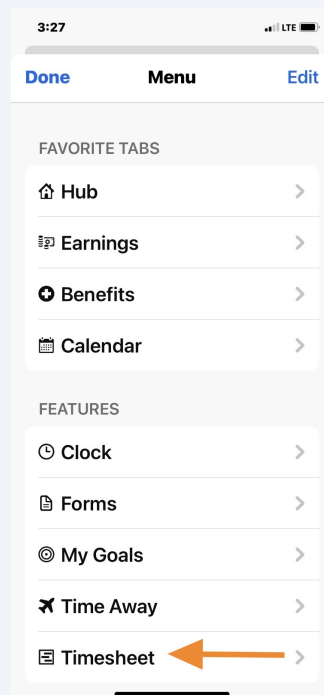 3:27 LTE
Done Menu Edit
FAVORITE TABS
Hub
Earnings
Benefits
Calendar
FEATURES
Clock
Forms
My Goals
Time Away
Timesheet